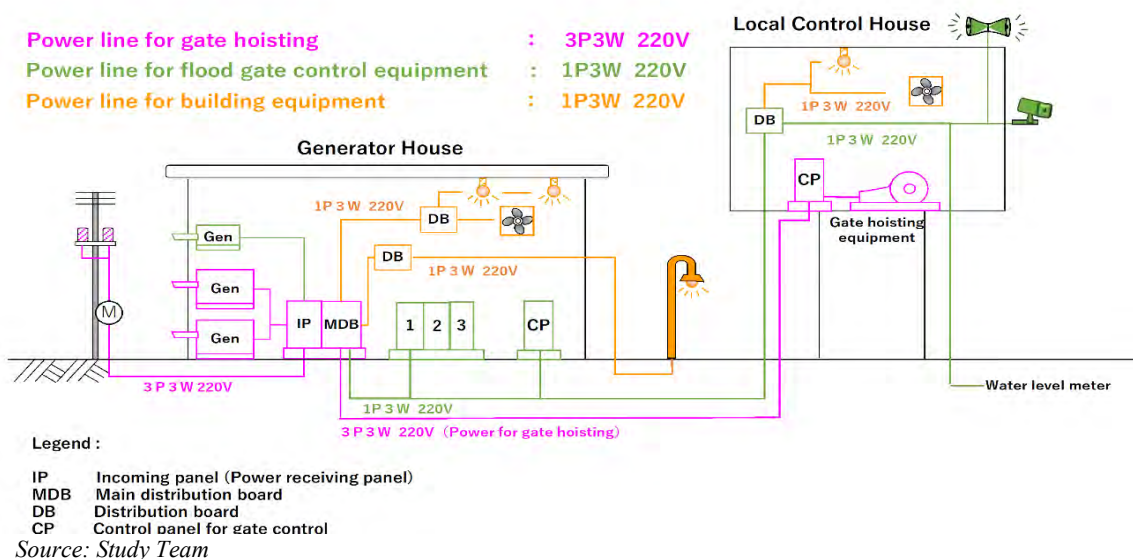 Local Control House
Power line for gate hoisting : 3P3W 220V
Power line for flood gate control equipment : 1P3W 220V
Power line for building equipment : 1P3W 220V
1P 3 W 220V
DB
1P 3 W 220V
Generator House
CP
1P 3 W 220V
DB
Gen
Gate hoisting
equipment
DB
1P 3 W 220V
Gen
M
IP
MDB
1
2
3
CP
Gen
3 P 3 W 220V
Water level meter
1P 3 W 220V
3 P 3 W 220V (Power for gate hoisting)
Legend :
IP Incoming panel (Power receiving panel)
MDB Main distribution board
DB Distribution board
CP Control panel for gate control
Source: Study Team